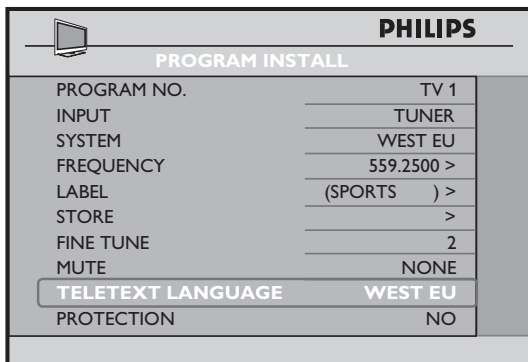 PHILIPS
PROGRAM INSTALL
PROGRAM NO. TV 1
INPUT TUNER
SYSTEM WEST EU
FREQUENCY 559.2500 >
LABEL (SPORTS ) >
STORE >
FINE TUNE 2
MUTE NONE
TELETEXT LANGUAGE WEST EU
PROTECTION NO